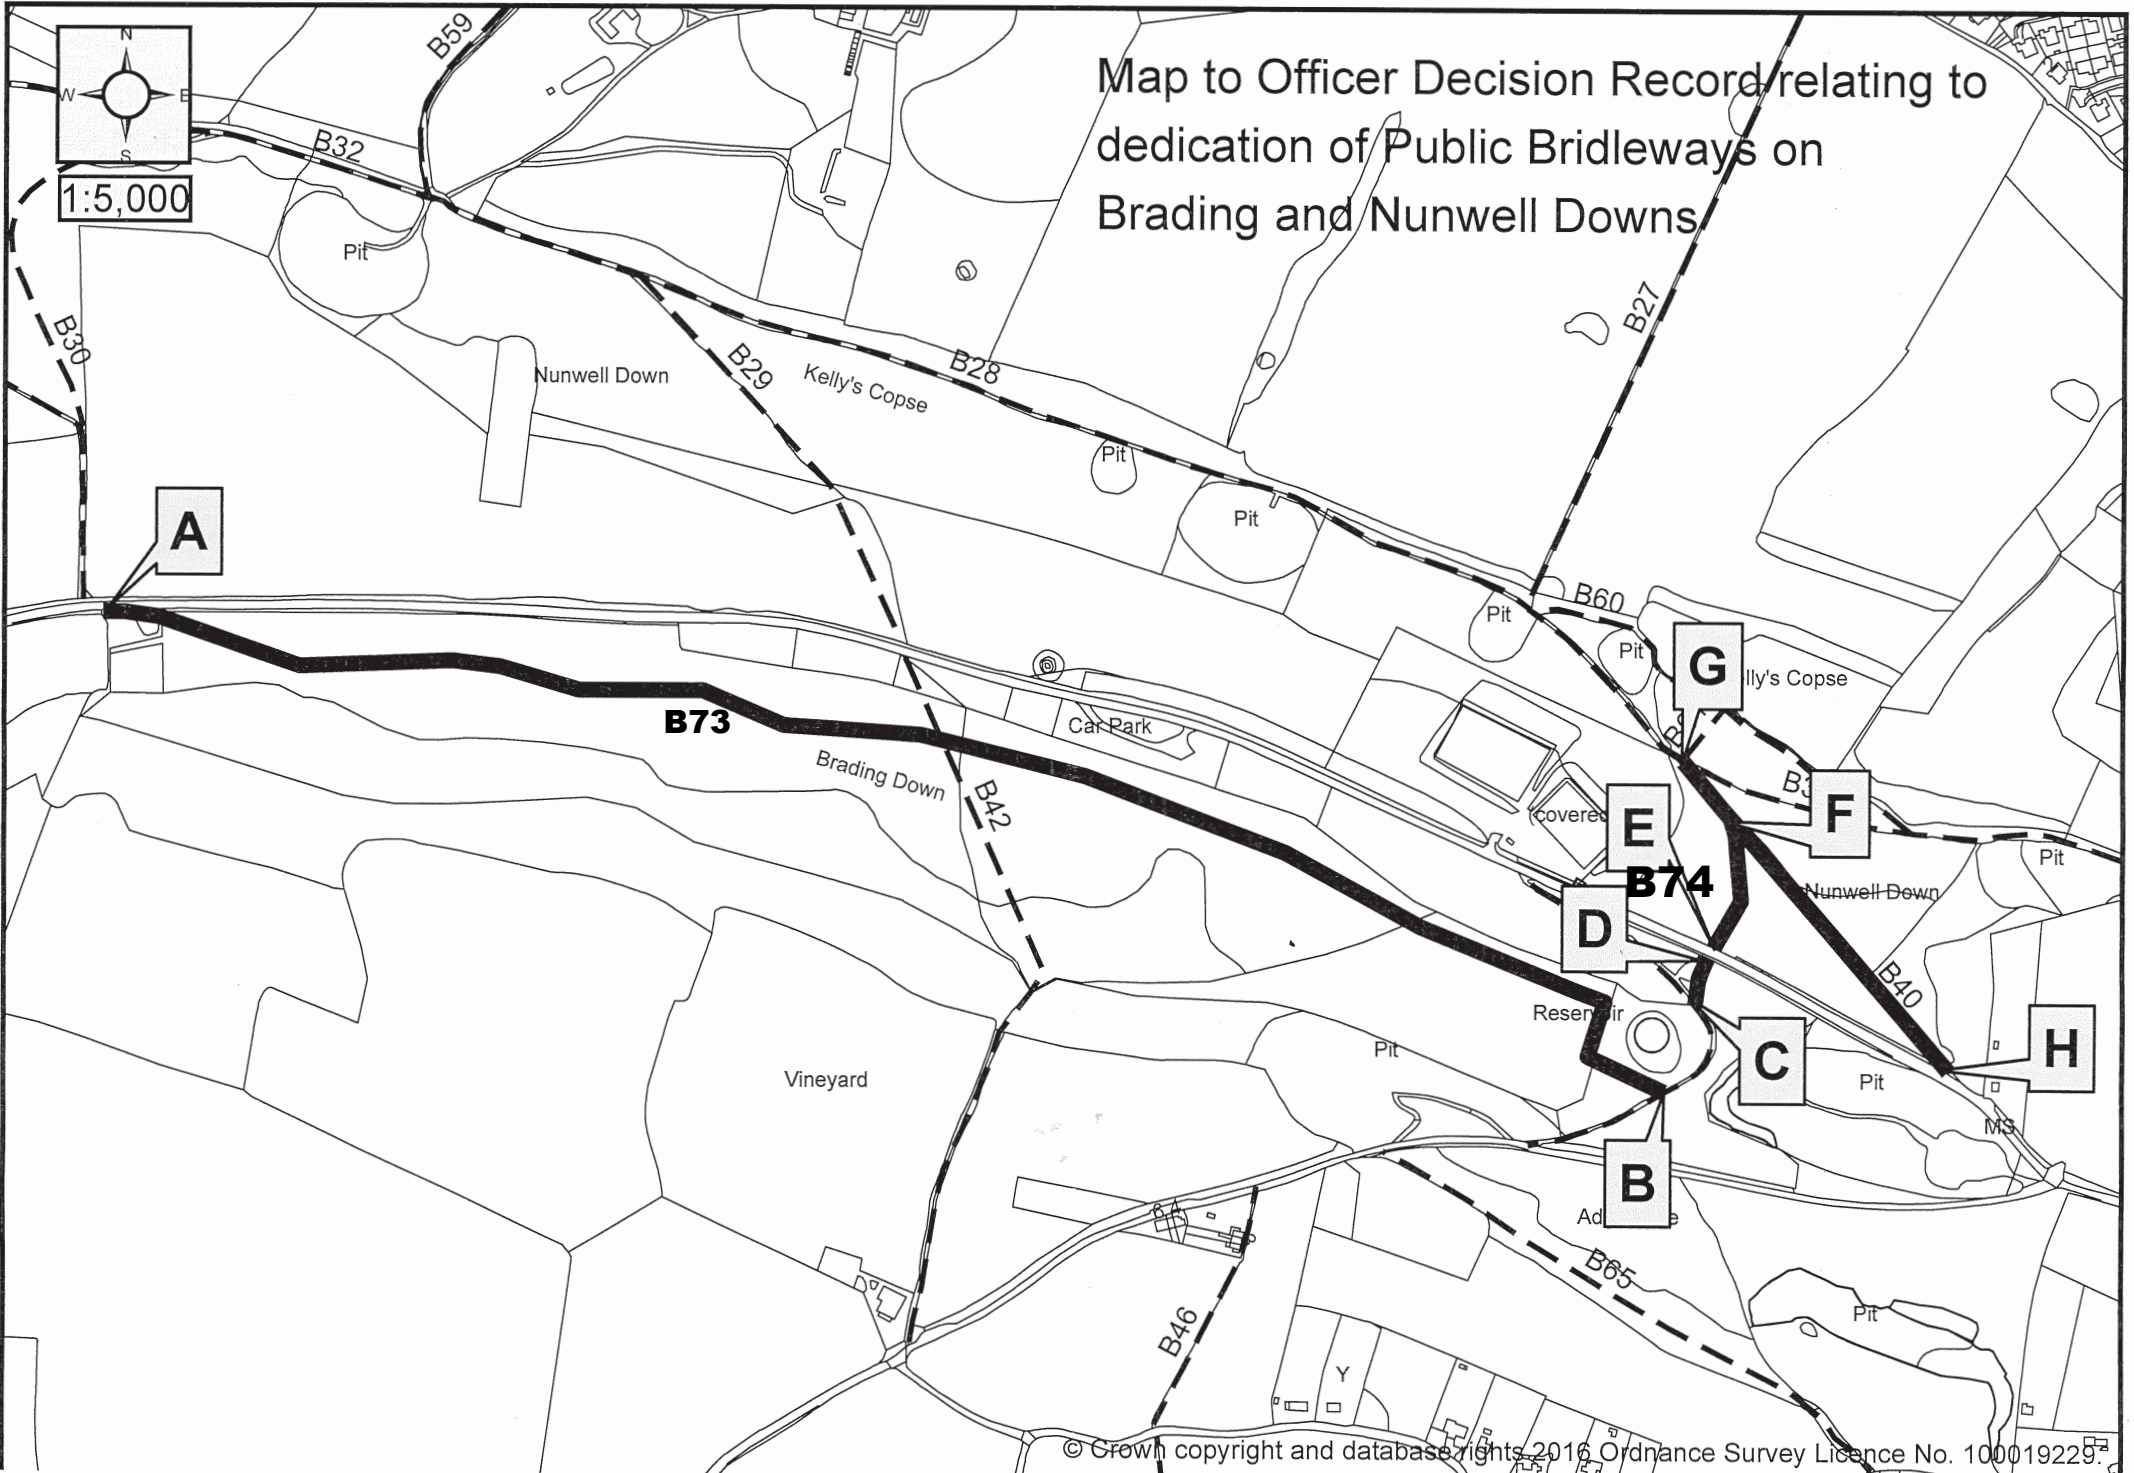 Map to Officer Decision Record relating to
dedication of Public Bridleways on
Brading and Nunwell Downs
N
W
E
S
1:5,000
B59
B32
Pit
B30
Nunwell Down
B29
Kelly's Copse
B28
B27
Pit
Pit
A
Pit
B60
Pit
G
lly's Copse
B73
Car Park
Brading Down
B42
covered
E
F
B74
Nunwell Down
Pit
D
B40
Reservoir
C
H
Pit
Pit
Vineyard
MS
B
B65
B46
Pit
Y
© Crown copyright and database rights 2016 Ordnance Survey Licence No. 100019229.